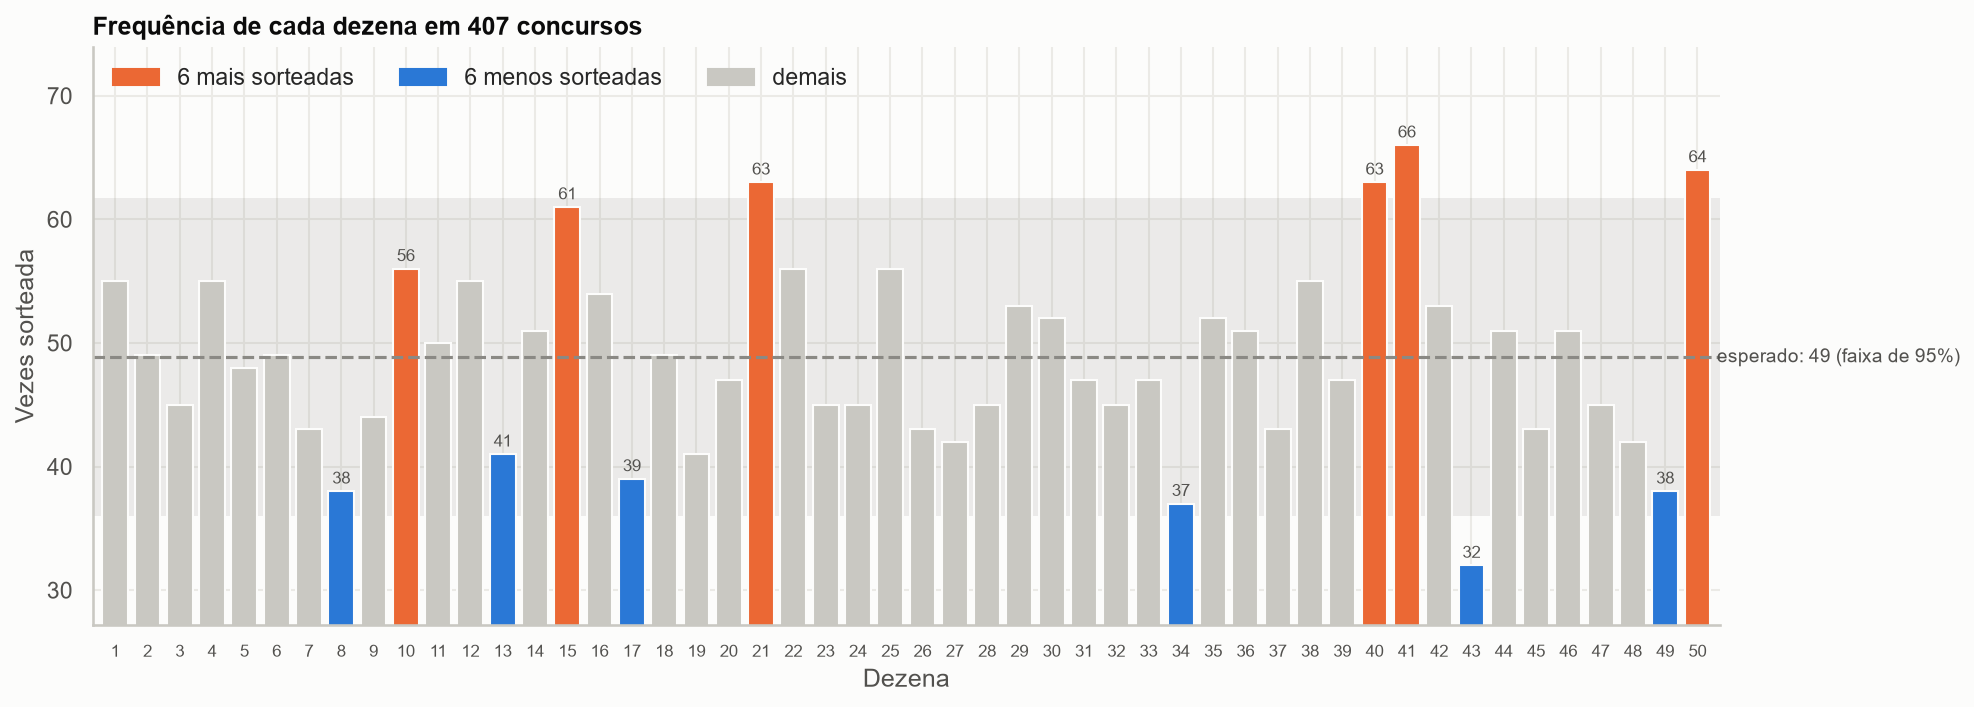 Frequência de cada dezena em 407 concursos
6 mais sorteadas 6 menos sorteadas demais
70
60
50
40
30
Vezes sorteada
38 56 41 61 39 63 37 63 66 32 38 64
esperado: 49 (faixa de 95%)
1 2 3 4 5 6 7 8 9 10 11 12 13 14 15 16 17 18 19 20 21 22 23 24 25 26 27 28 29 30 31 32 33 34 35 36 37 38 39 40 41 42 43 44 45 46 47 48 49 50
Dezena